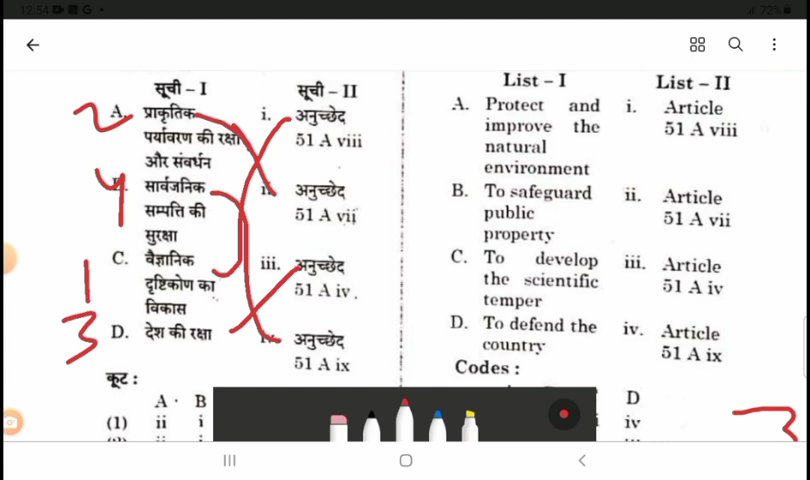 12:54 G • 72%
सूची – I
सूची – II
A. प्राकृतिक
पर्यावरण की रक्षा
और संवर्धन
i. अनुच्छेद
51 A viii
सार्वजनिक
सम्पत्ति की
सुरक्षा
अनुच्छेद
51 A vii
C. वैज्ञानिक
दृष्टिकोण का
विकास
iii. अनुच्छेद
51 A iv.
D. देश की रक्षा
iv. अनुच्छेद
51 A ix
कूट :
A · B
(1) ii i
2
4
1
3
List – I
List – II
A. Protect and
improve the
natural
environment
i. Article
51 A viii
B. To safeguard
public
property
ii. Article
51 A vii
C. To develop
the scientific
temper
iii. Article
51 A iv
D. To defend the
country
iv. Article
51 A ix
Codes :
D
iv
3